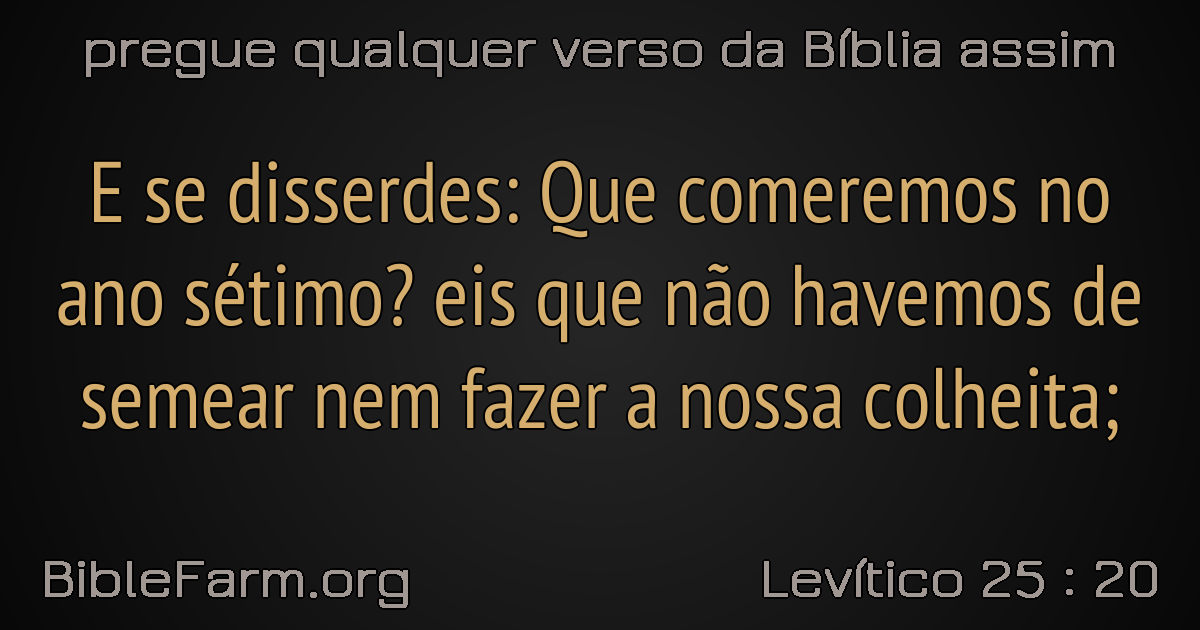 pregue qualquer verso da Bíblia assim
E se disserdes: Que comeremos no
ano sétimo? eis que não havemos de
semear nem fazer a nossa colheita;
BibleFarm.org
Levítico 25 : 20